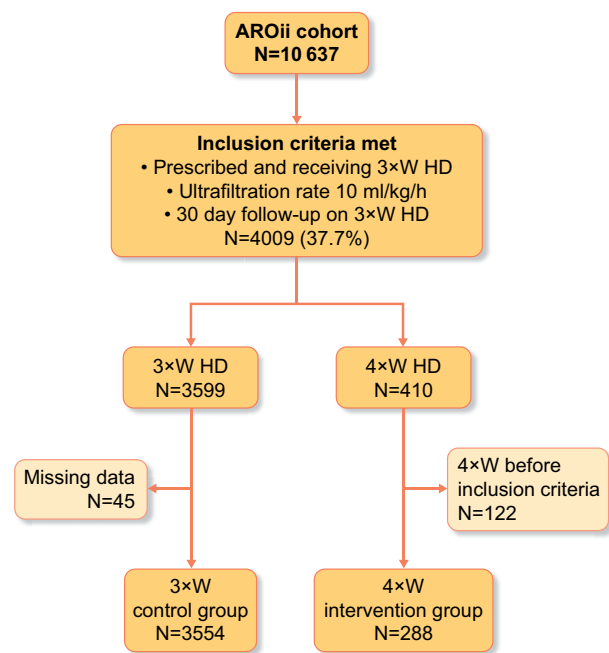 AROii cohort
N=10 637
Inclusion criteria met
• Prescribed and receiving 3×W HD
• Ultrafiltration rate 10 ml/kg/h
• 30 day follow-up on 3×W HD
N=4009 (37.7%)
3×W HD
N=3599
4×W HD
N=410
Missing data
N=45
4×W before
inclusion criteria
N=122
3×W
control group
N=3554
4×W
intervention group
N=288